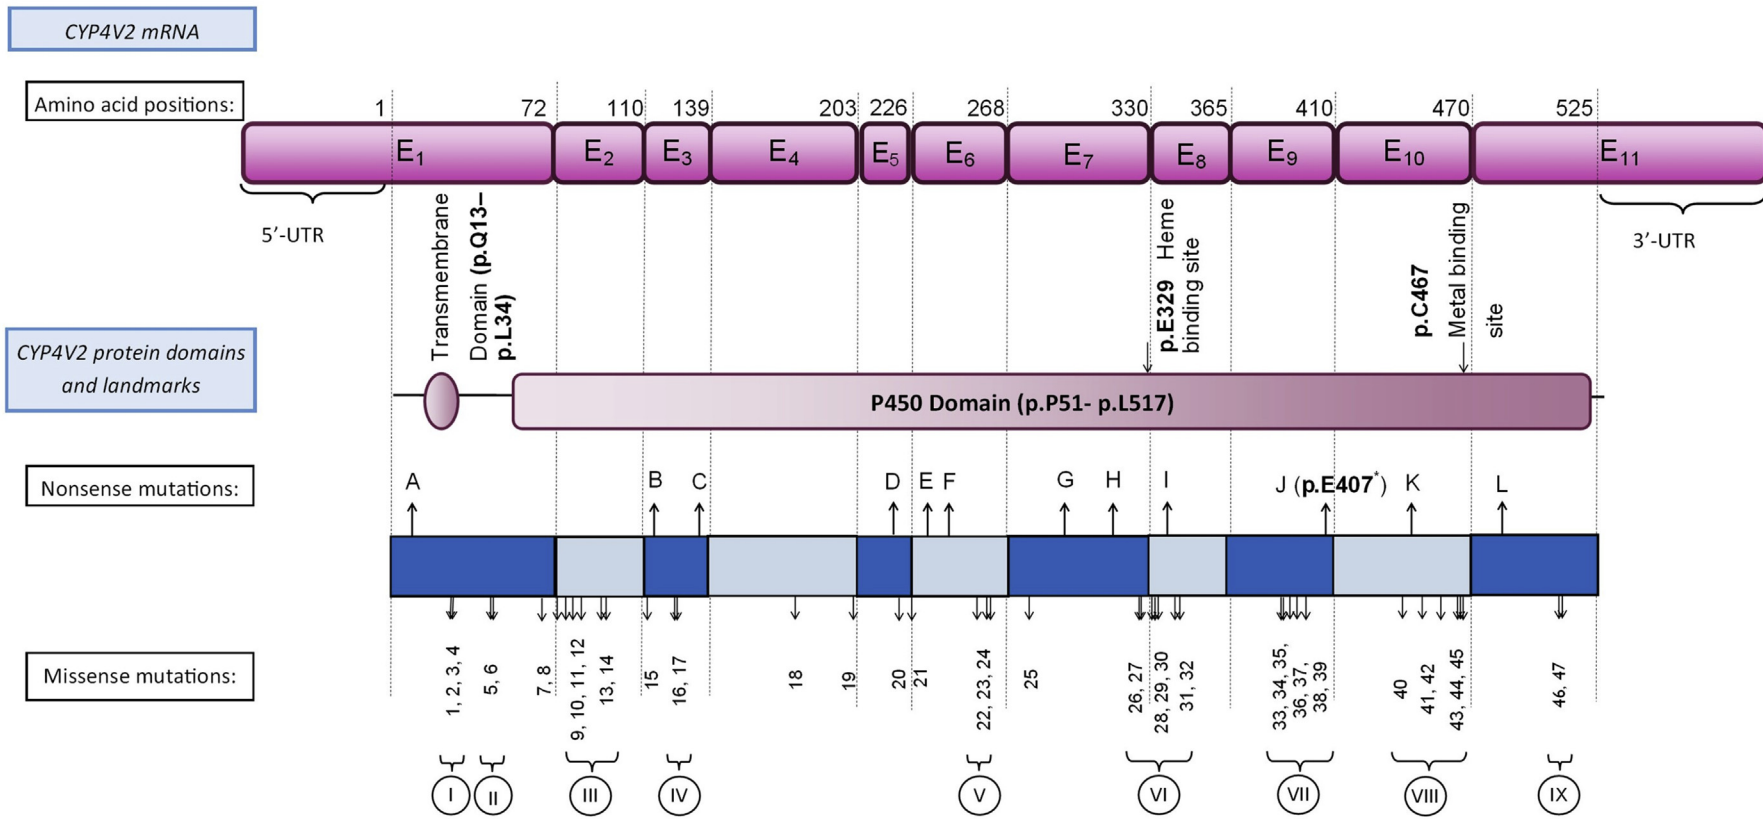 CYP4V2 mRNA
Amino acid positions:
1 72 110 139 203 226 268 330 365 410 470 525
E1 E2 E3 E4 E5 E6 E7 E8 E9 E10 E11
5’-UTR
3’-UTR
Transmembrane
Domain (p.Q13–
p.L34)
p.E329 Heme
binding site
p.C467
Metal binding
site
CYP4V2 protein domains
and landmarks
P450 Domain (p.P51- p.L517)
Nonsense mutations:
A B C D E F G H I J (p.E407*) K L
Missense mutations:
1, 2, 3, 4
5, 6
7, 8
9, 10, 11, 12
13, 14
15
16, 17
18
19
20
21
22, 23, 24
25
26, 27
28, 29, 30
31, 32
33, 34, 35,
36, 37,
38, 39
40
41, 42
43, 44, 45
46, 47
I II III IV V VI VII VIII IX